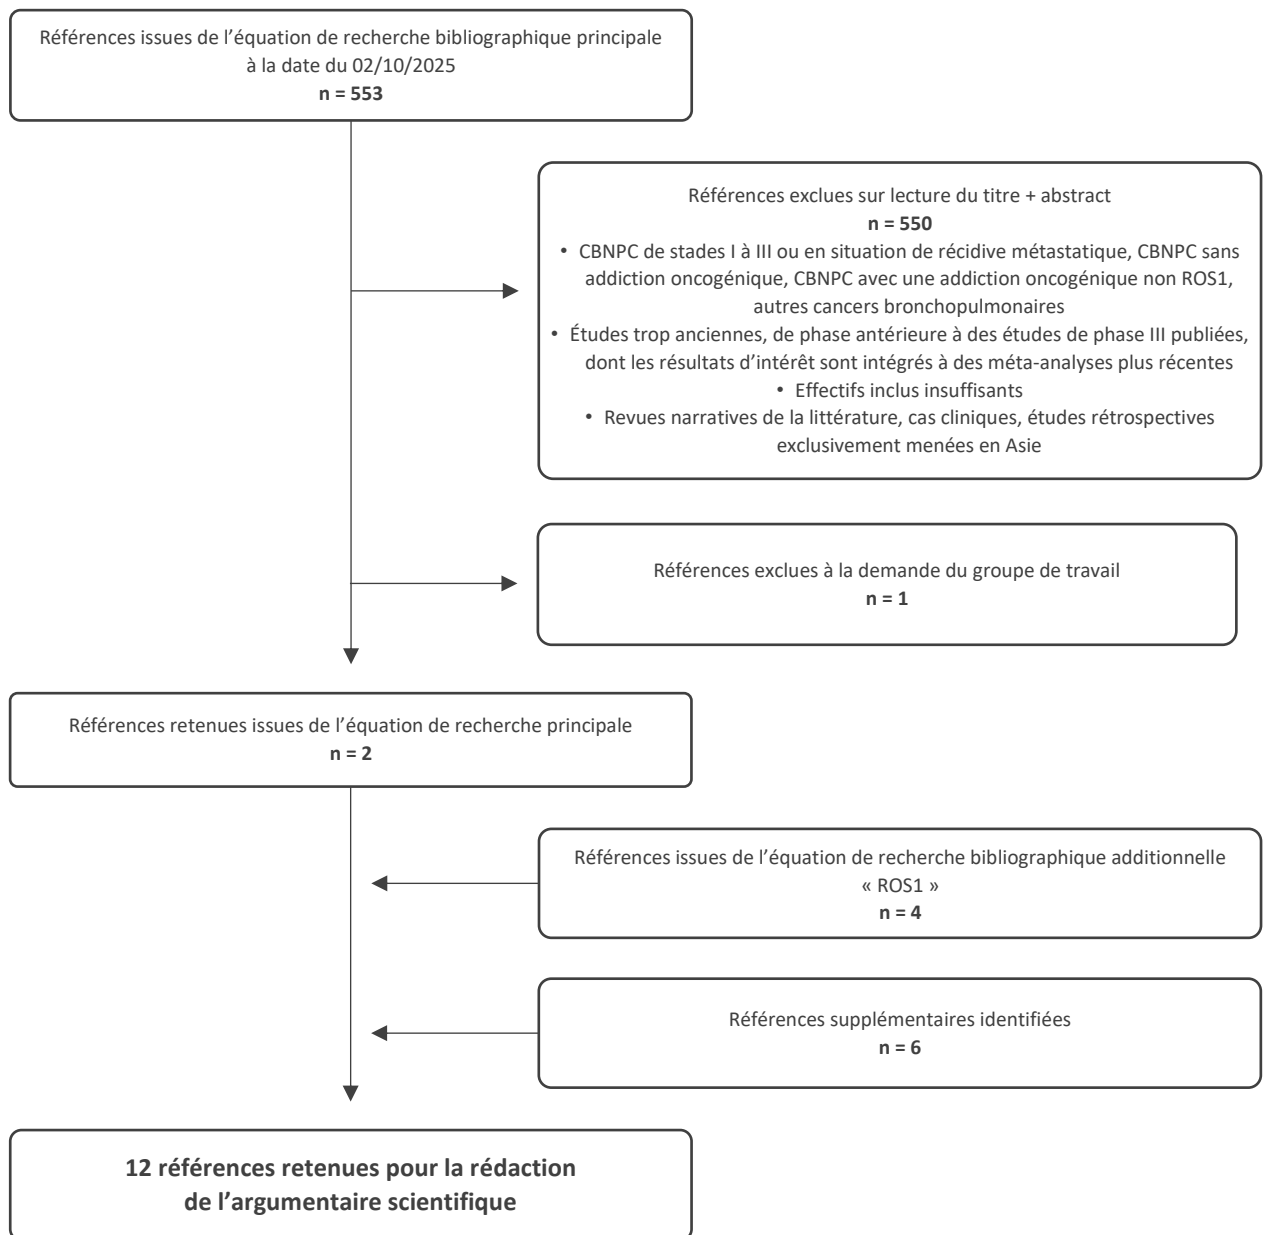 Références issues de l’équation de recherche bibliographique principale
à la date du 02/10/2025
n = 553
Références exclues sur lecture du titre + abstract
n = 550
• CBNPC de stades I à III ou en situation de récidive métastatique, CBNPC sans
addiction oncogénique, CBNPC avec une addiction oncogénique non ROS1,
autres cancers bronchopulmonaires
• Études trop anciennes, de phase antérieure à des études de phase III publiées,
dont les résultats d’intérêt sont intégrés à des méta-analyses plus récentes
• Effectifs inclus insuffisants
• Revues narratives de la littérature, cas cliniques, études rétrospectives
exclusivement menées en Asie
Références exclues à la demande du groupe de travail
n = 1
Références retenues issues de l’équation de recherche principale
n = 2
Références issues de l’équation de recherche bibliographique additionnelle
« ROS1 »
n = 4
Références supplémentaires identifiées
n = 6
12 références retenues pour la rédaction
de l’argumentaire scientifique